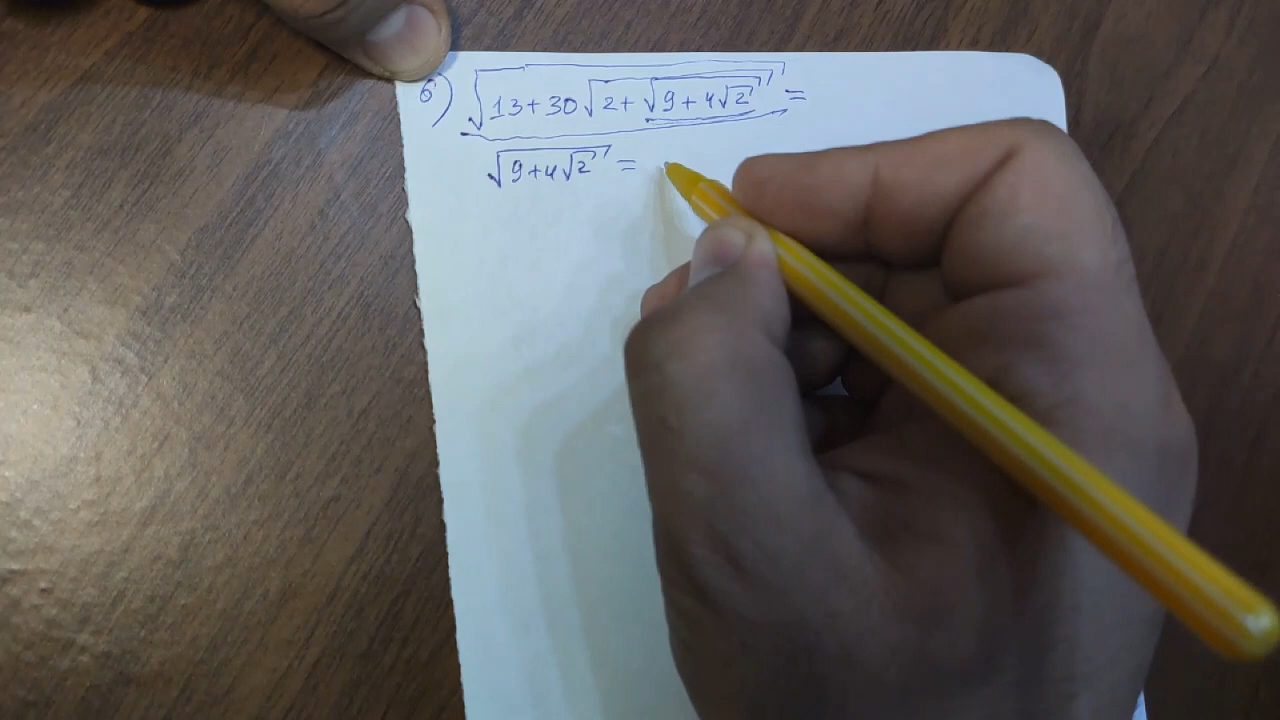 б) √(13+30√(2+√(9+4√2))) =
√(9+4√2) =